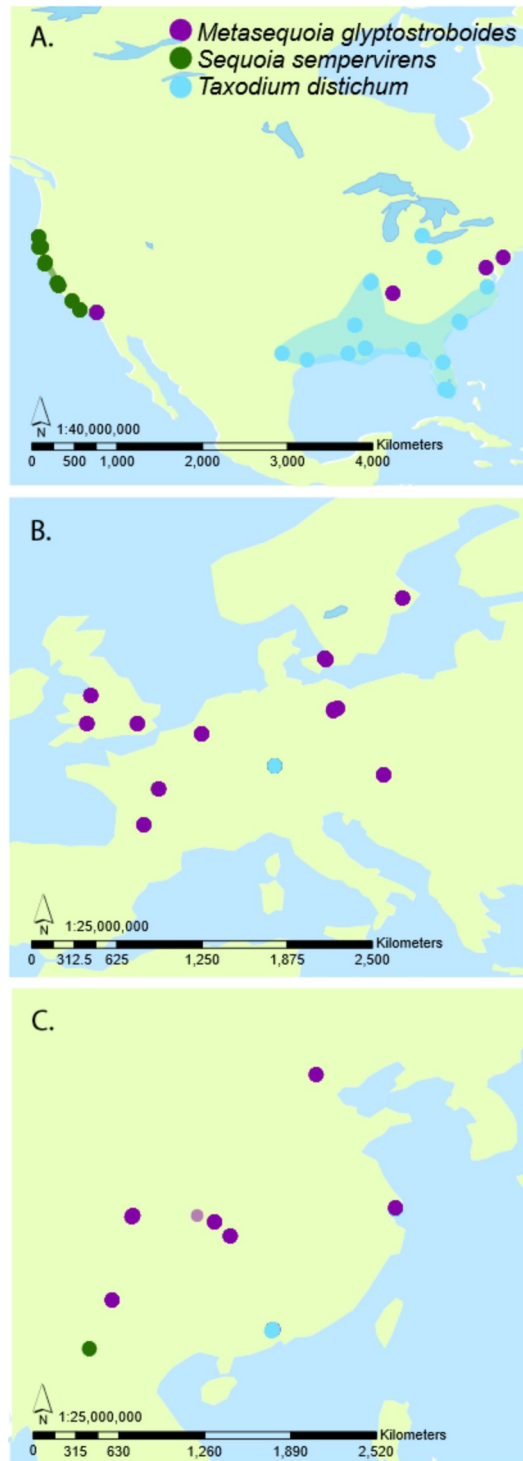 A.
Metasequoia glyptostroboides
Sequoia sempervirens
Taxodium distichum
N
1:40,000,000
Kilometers
0 500 1,000 2,000 3,000 4,000
B.
N
1:25,000,000
Kilometers
0 312.5 625 1,250 1,875 2,500
C.
N
1:25,000,000
Kilometers
0 315 630 1,260 1,890 2,520